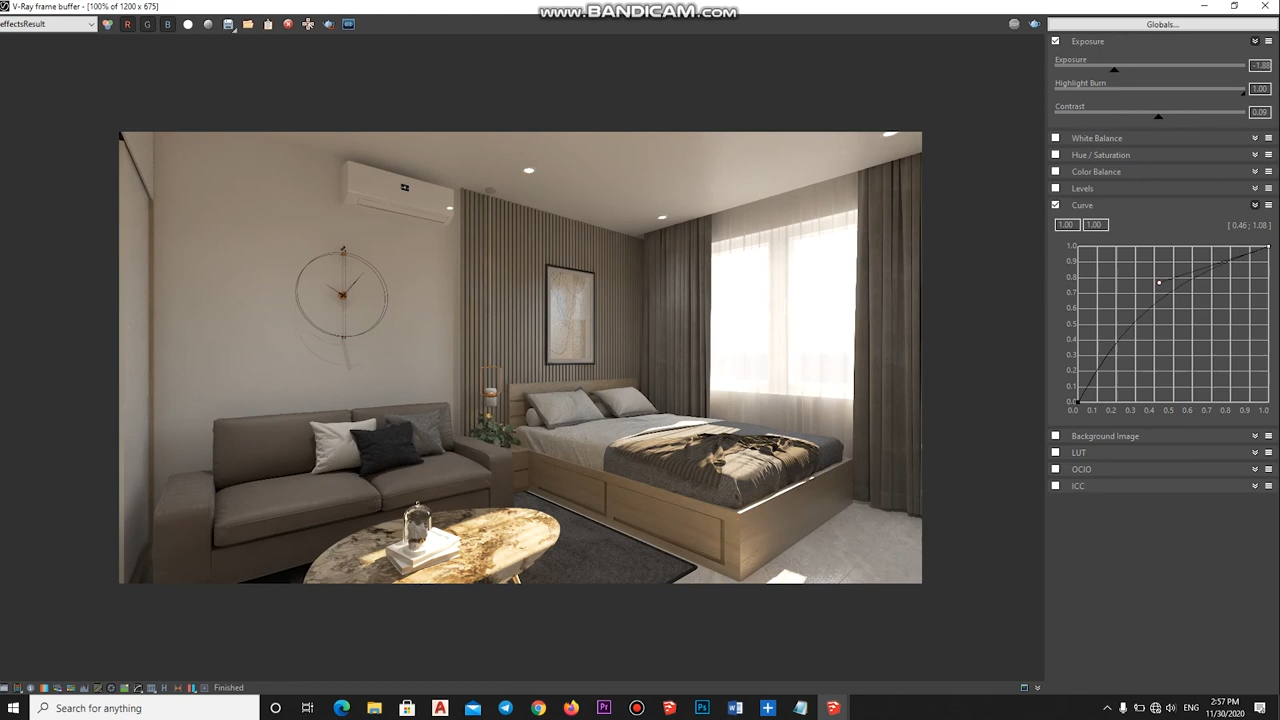 V-Ray frame buffer - [100% of 1200 x 675]
www.BANDICAM.com
effectsResult
R G B
Globals...
Exposure
Exposure
-1.88
Highlight Burn
1.00
Contrast
0.09
White Balance
Hue / Saturation
Color Balance
Levels
Curve
1.00 1.00 [ 0.46 ; 1.08]
1.0
0.9
0.8
0.7
0.6
0.5
0.4
0.3
0.2
0.1
0.0
0.0 0.1 0.2 0.3 0.4 0.5 0.6 0.7 0.8 0.9 1.0
Background Image
LUT
OCIO
ICC
H
Finished
Search for anything
Pr
Ps
ENG
2:57 PM
11/30/2020